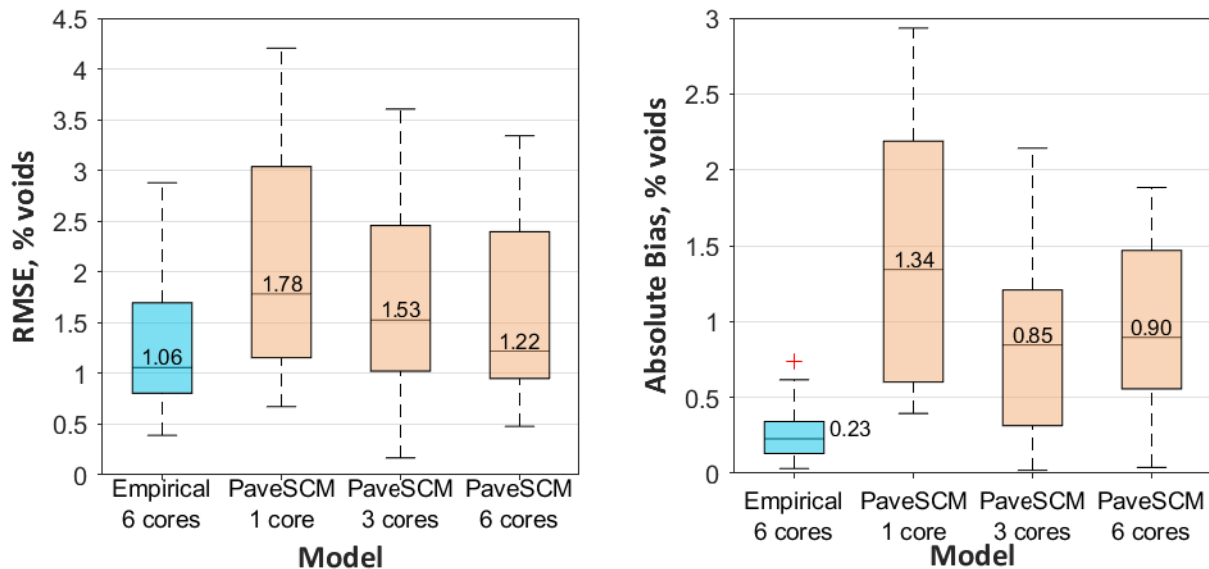 RMSE, % voids
4.5
4
3.5
3
2.5
2
1.5
1
0.5
0
1.06
1.78
1.53
1.22
Empirical
6 cores
PaveSCM
1 core
PaveSCM
3 cores
PaveSCM
6 cores
Model
Absolute Bias, % voids
3
2.5
2
1.5
1
0.5
0
0.23
1.34
0.85
0.90
Empirical
6 cores
PaveSCM
1 core
PaveSCM
3 cores
PaveSCM
6 cores
Model